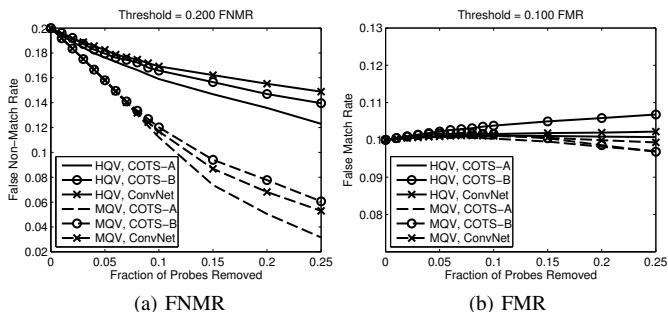 Threshold = 0.200 FNMR
False Non−Match Rate
0.2
0.18
0.16
0.14
0.12
0.1
0.08
0.06
0.04
0.02
HQV, COTS−A
HQV, COTS−B
HQV, ConvNet
MQV, COTS−A
MQV, COTS−B
MQV, ConvNet
0 0.05 0.1 0.15 0.2 0.25
Fraction of Probes Removed
(a) FNMR
Threshold = 0.100 FMR
False Match Rate
0.13
0.12
0.11
0.1
0.09
0.08
HQV, COTS−A
HQV, COTS−B
HQV, ConvNet
MQV, COTS−A
MQV, COTS−B
MQV, ConvNet
0 0.05 0.1 0.15 0.2 0.25
Fraction of Probes Removed
(b) FMR